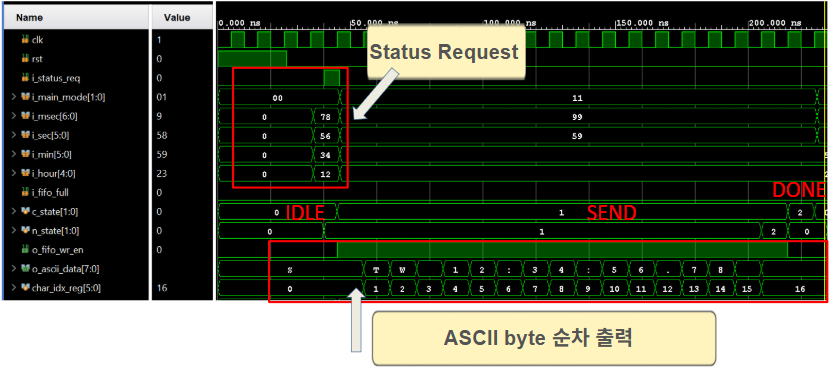 Name Value 0.000 ns 50.000 ns 100.000 ns 150.000 ns 200.000 ns
clk 1
rst 0
Status Request
i_status_req 0
i_main_mode[1:0] 01 00 11
i_msec[6:0] 9 0 78 99
i_sec[5:0] 58 0 56 59
i_min[5:0] 59 0 34
i_hour[4:0] 23 0 12
i_fifo_full 0
DONE
c_state[1:0] 0 0 IDLE 1 SEND 2
n_state[1:0] 0 0 1 2 0
o_fifo_wr_en 0
o_ascii_data[7:0] % T W 1 2 : 3 4 : 5 6 . 7 8
char_idx_reg[5:0] 16 0 1 2 3 4 5 6 7 8 9 10 11 12 13 14 15 16
ASCII byte 순차 출력